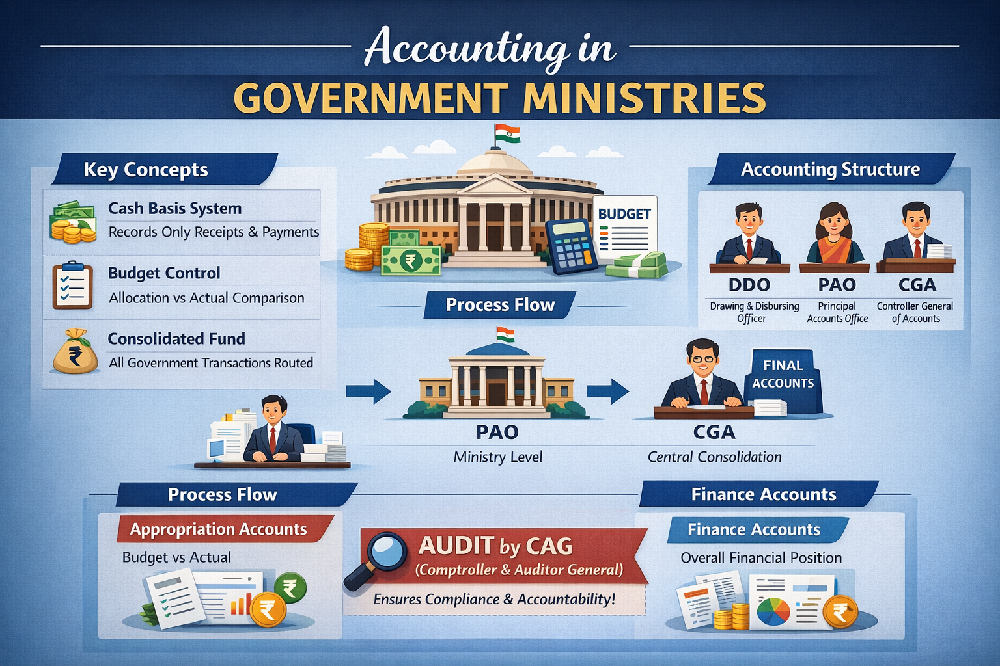 Accounting in
GOVERNMENT MINISTRIES
Key Concepts
Cash Basis System
Records Only Receipts & Payments
Budget Control
Allocation vs Actual Comparison
Consolidated Fund
₹
All Government Transactions Routed
BUDGET
₹
Accounting Structure
DDO
Drawing & Disbursing
Officer
PAO
Principal
Accounts Office
CGA
Controller General
of Accounts
Process Flow
PAO
Ministry Level
FINAL
ACCOUNTS
CGA
Central Consolidation
Process Flow
Appropriation Accounts
Budget vs Actual
₹
₹
AUDIT by CAG
(Comptroller & Auditor General)
Ensures Compliance & Accountability!
Finance Accounts
Finance Accounts
Overall Financial Position
₹